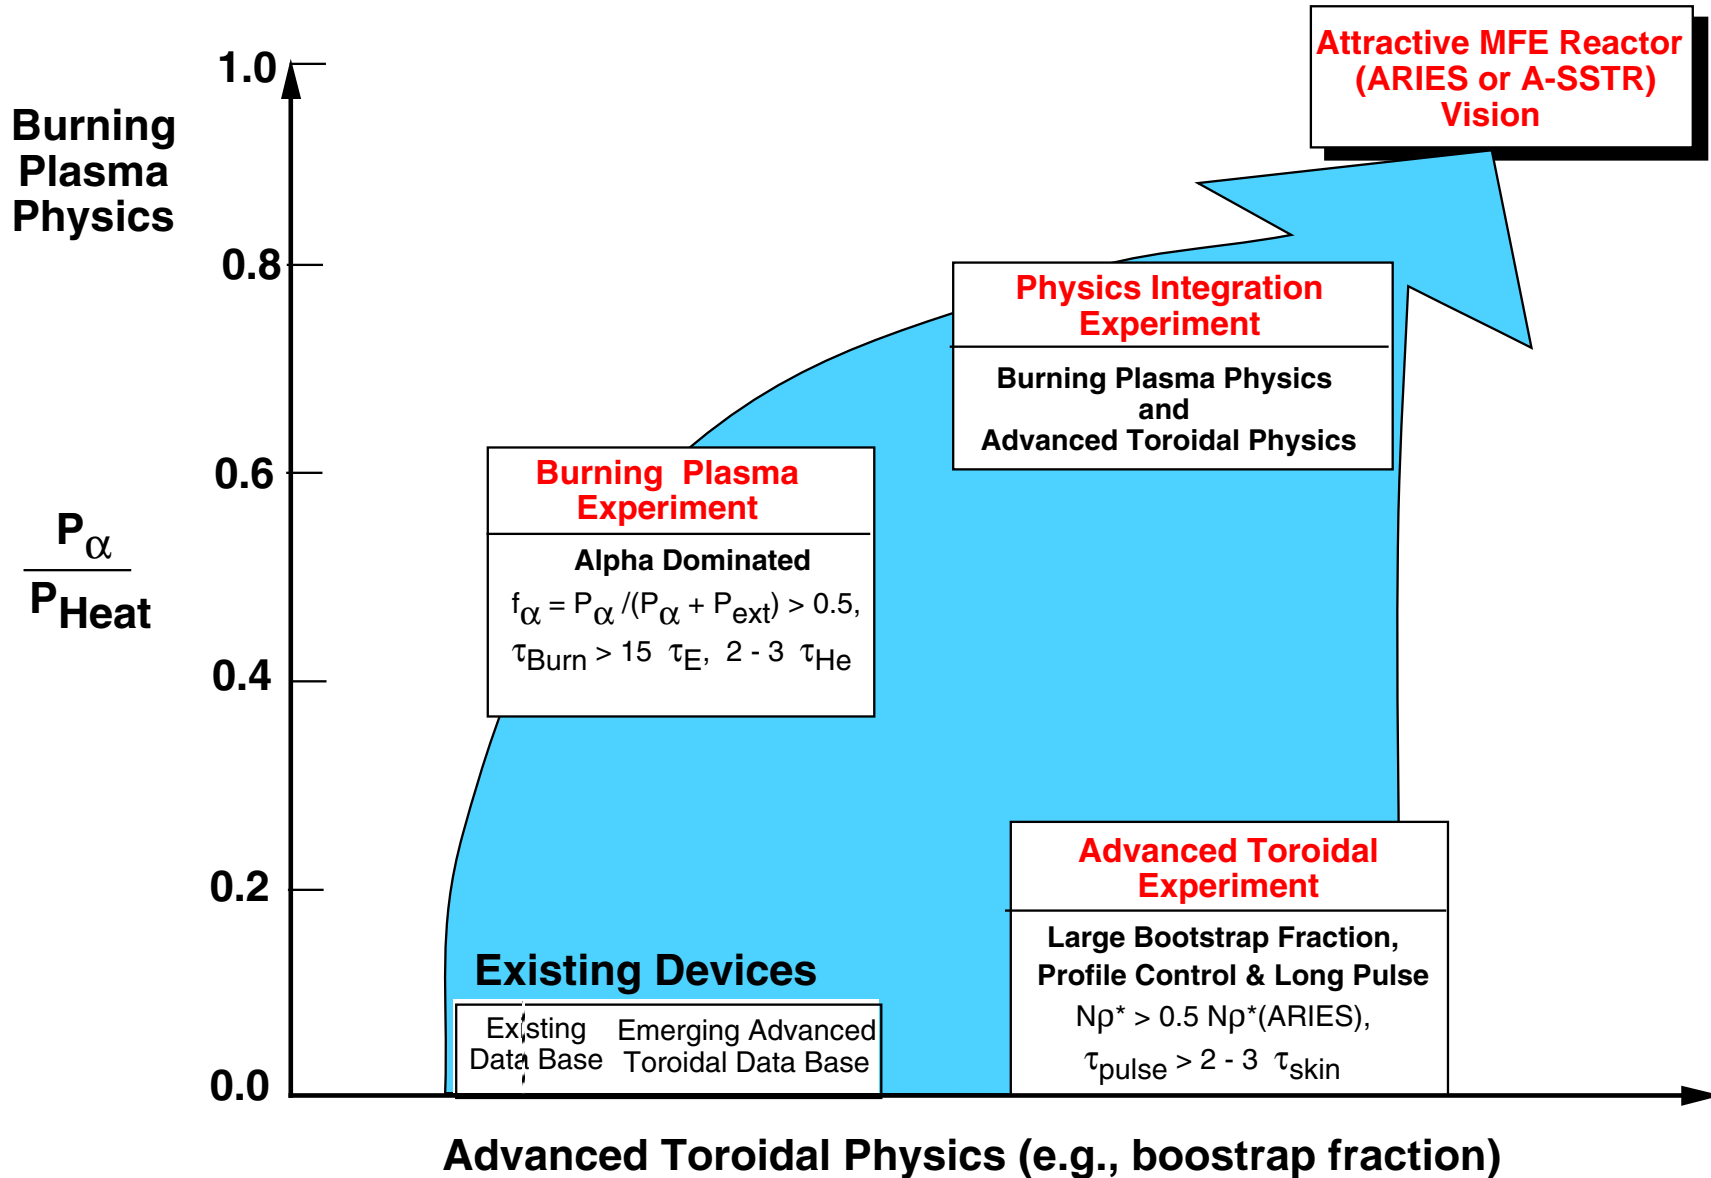 Attractive MFE Reactor
(ARIES or A-SSTR)
Vision
1.0
Burning
Plasma
Physics
0.8
Physics Integration
Experiment
Burning Plasma Physics
and
Advanced Toroidal Physics
0.6
Burning Plasma
Experiment
Alpha Dominated
fα = Pα /(Pα + Pext) > 0.5,
τBurn > 15 τE, 2 - 3 τHe
Pα
PHeat
0.4
0.2
Advanced Toroidal
Experiment
Large Bootstrap Fraction,
Profile Control & Long Pulse
Nρ* > 0.5 Nρ*(ARIES),
τpulse > 2 - 3 τskin
Existing Devices
Existing
Data Base
Emerging Advanced
Toroidal Data Base
0.0
Advanced Toroidal Physics (e.g., boostrap fraction)